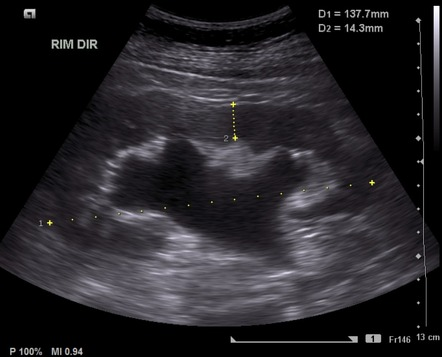 D1 = 137.7mm
D2 = 14.3mm
RIM DIR
2
1
1 Fr146 13 cm
P 100% MI 0.94